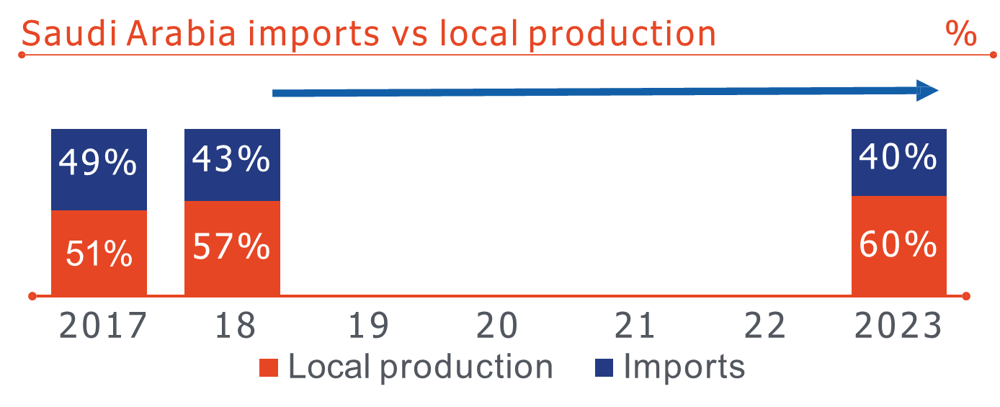 Saudi Arabia imports vs local production %
49% 43% 40%
51% 57% 60%
2017 18 19 20 21 22 2023
Local production Imports